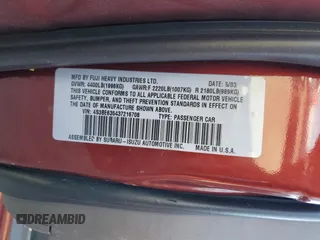 MFD BY FUJI HEAVY INDUSTRIES LTD. DATE: 5/03
GVWR: 4400LB(1996KG) GAWR:F 2220LB(1007KG) R 2180LB(989KG)
THIS VEHICLE CONFORMS TO ALL APPLICABLE FEDERAL MOTOR VEHICLE
SAFETY, BUMPER, AND THEFT PREVENTION STANDARDS IN EFFECT ON
THE DATE OF MANUFACTURE SHOWN ABOVE.
VIN: 4S3BE635437216708 TYPE: PASSENGER CAR
ASSEMBLED BY: SUBARU-ISUZU AUTOMOTIVE INC. MADE IN U.S.A.
DREAMBID